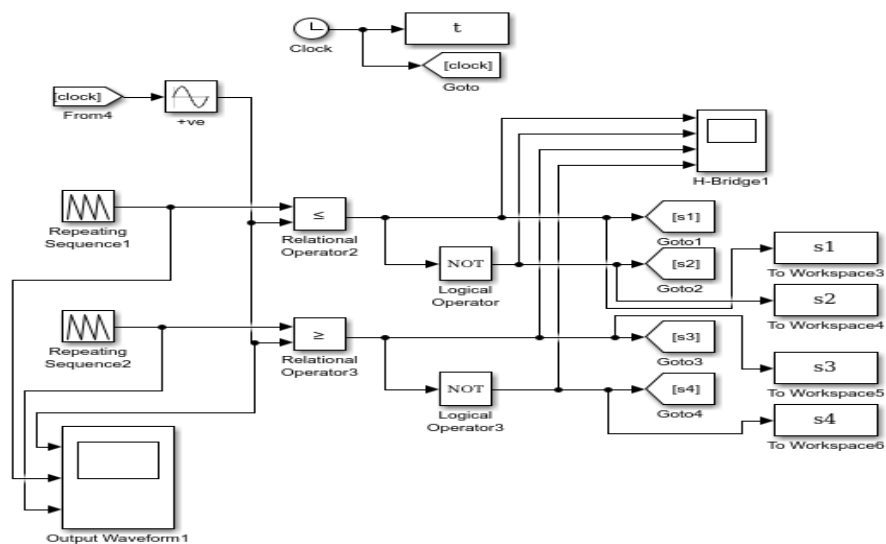 t
Clock
[clock]
Goto
[clock]
From4
+ve
H-Bridge1
Repeating
Sequence1
≤
Relational
Operator2
[s1]
Goto1
s1
To Workspace3
NOT
Logical
Operator
[s2]
Goto2
s2
To Workspace4
Repeating
Sequence2
≥
Relational
Operator3
[s3]
Goto3
s3
To Workspace5
NOT
Logical
Operator3
[s4]
Goto4
s4
To Workspace6
Output Waveform1